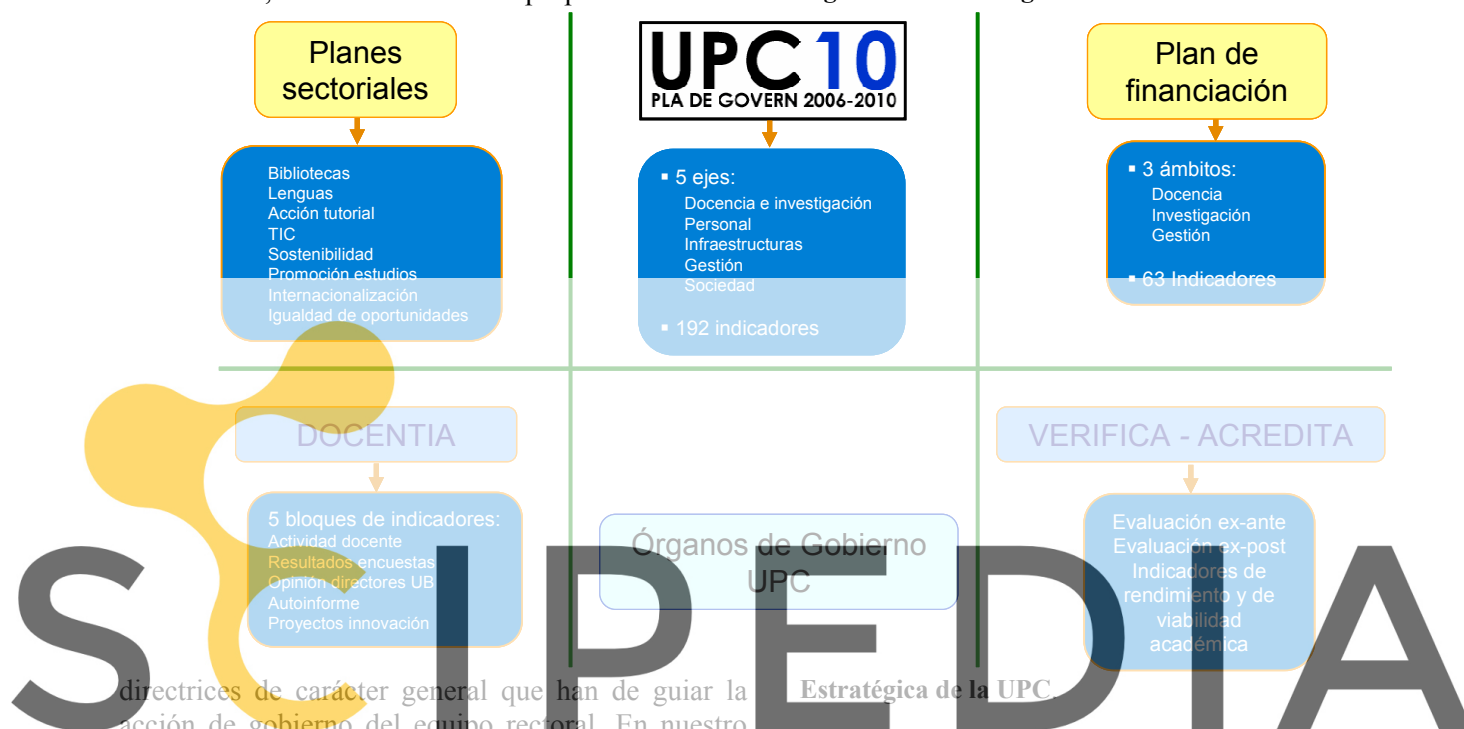 Planes
sectoriales
Bibliotecas
Lenguas
Acción tutorial
TIC
Sostenibilidad
Promoción estudios
Internacionalización
Igualdad de oportunidades
UPC10
PLA DE GOVERN 2006-2010
▪ 5 ejes:
Docencia e investigación
Personal
Infraestructuras
Gestión
Sociedad
▪ 192 indicadores
Plan de
financiación
▪ 3 ámbitos:
Docencia
Investigación
Gestión
▪ 63 Indicadores
DOCENTIA
5 bloques de indicadores:
Actividad docente
Resultados encuestas
Opinión directores UB
Autoinforme
Proyectos innovación
Órganos de Gobierno
UPC
VERIFICA - ACREDITA
Evaluación ex-ante
Evaluación ex-post
Indicadores de
rendimiento y de
viabilidad
académica
SCIPEDIA
directrices de carácter general que han de guiar la
acción de gobierno del equipo rectoral. En nuestro
Estratégica de la UPC.